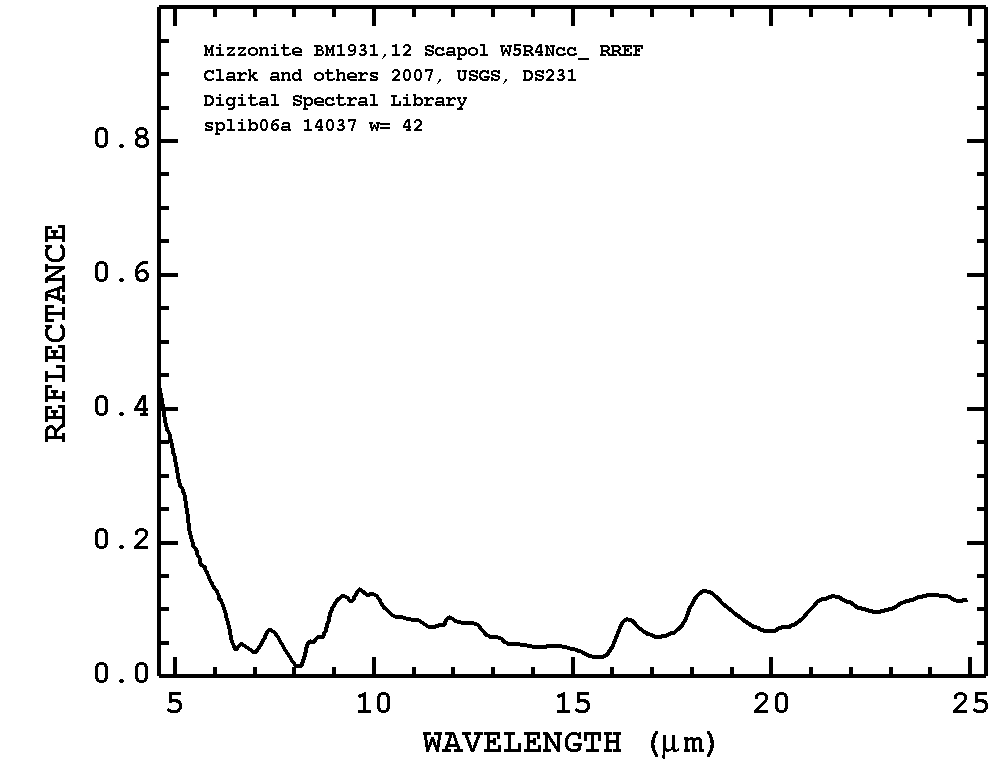 Mizzonite BM1931,12 Scapol W5R4Ncc_ RREF
Clark and others 2007, USGS, DS231
Digital Spectral Library
splib06a 14037 w= 42
REFLECTANCE
0.8
0.6
0.4
0.2
0.0
5 10 15 20 25
WAVELENGTH (μm)